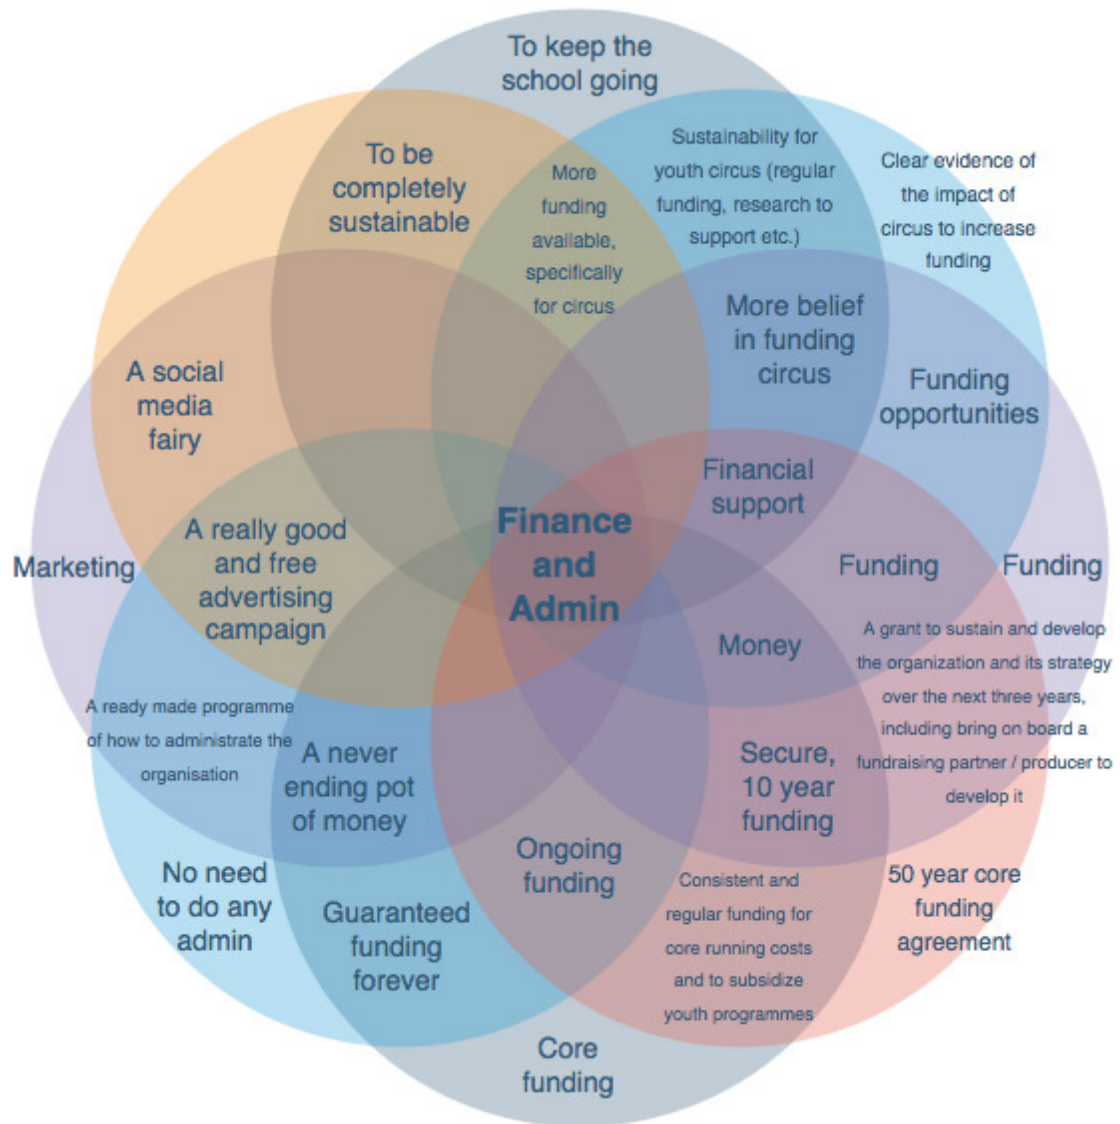 To keep the
school going
To be
completely
sustainable
More
funding
available,
specifically
for circus
Sustainability for
youth circus (regular
funding, research to
support etc.)
Clear evidence of
the impact of
circus to increase
funding
More belief
in funding
circus
A social
media
fairy
Funding
opportunities
Financial
support
Finance
and
Admin
A really good
and free
advertising
campaign
Marketing
Funding
Funding
Money
A grant to sustain and develop
the organization and its strategy
over the next three years,
including bring on board a
fundraising partner / producer to
develop it
A ready made programme
of how to administrate the
organisation
A never
ending pot
of money
Secure,
10 year
funding
Ongoing
funding
No need
to do any
admin
Guaranteed
funding
forever
Consistent and
regular funding for
core running costs
and to subsidize
youth programmes
50 year core
funding
agreement
Core
funding